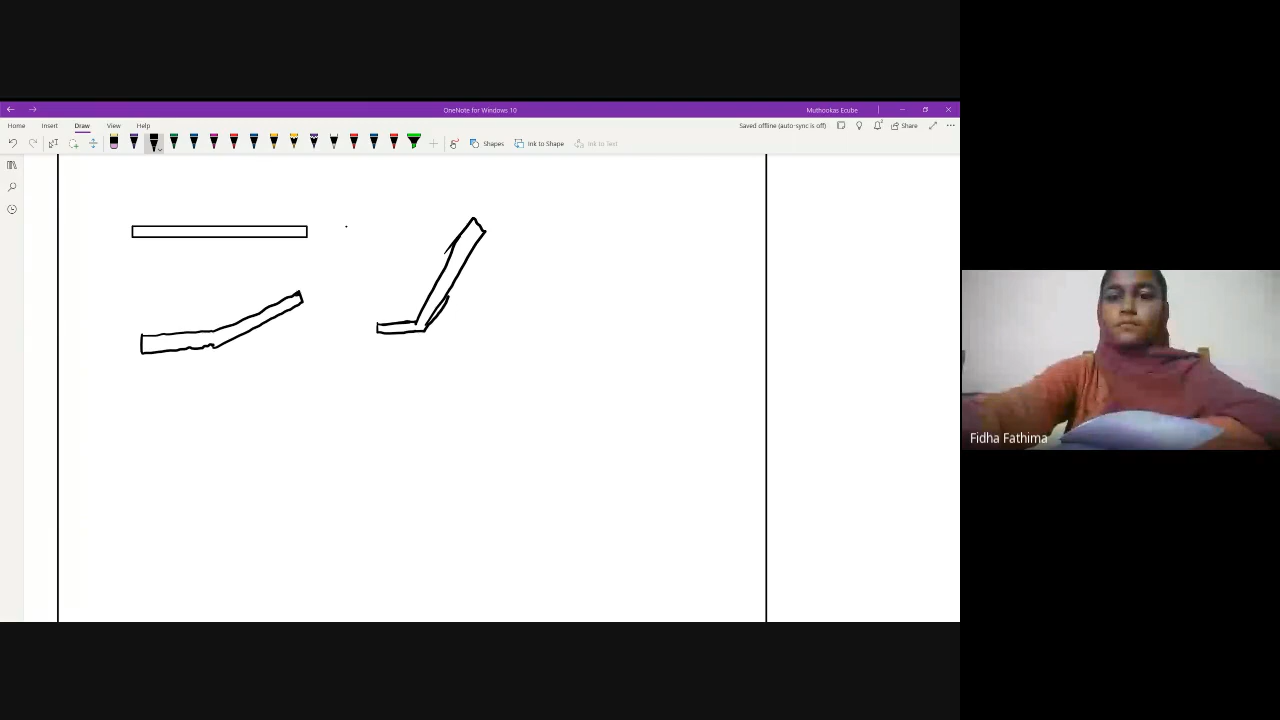 OneNote for Windows 10
Muthookas Ecube
Home Insert Draw View Help
Saved offline (auto-sync is off)
Share
Shapes
Ink to Shape
Ink to Text
Fidha Fathima